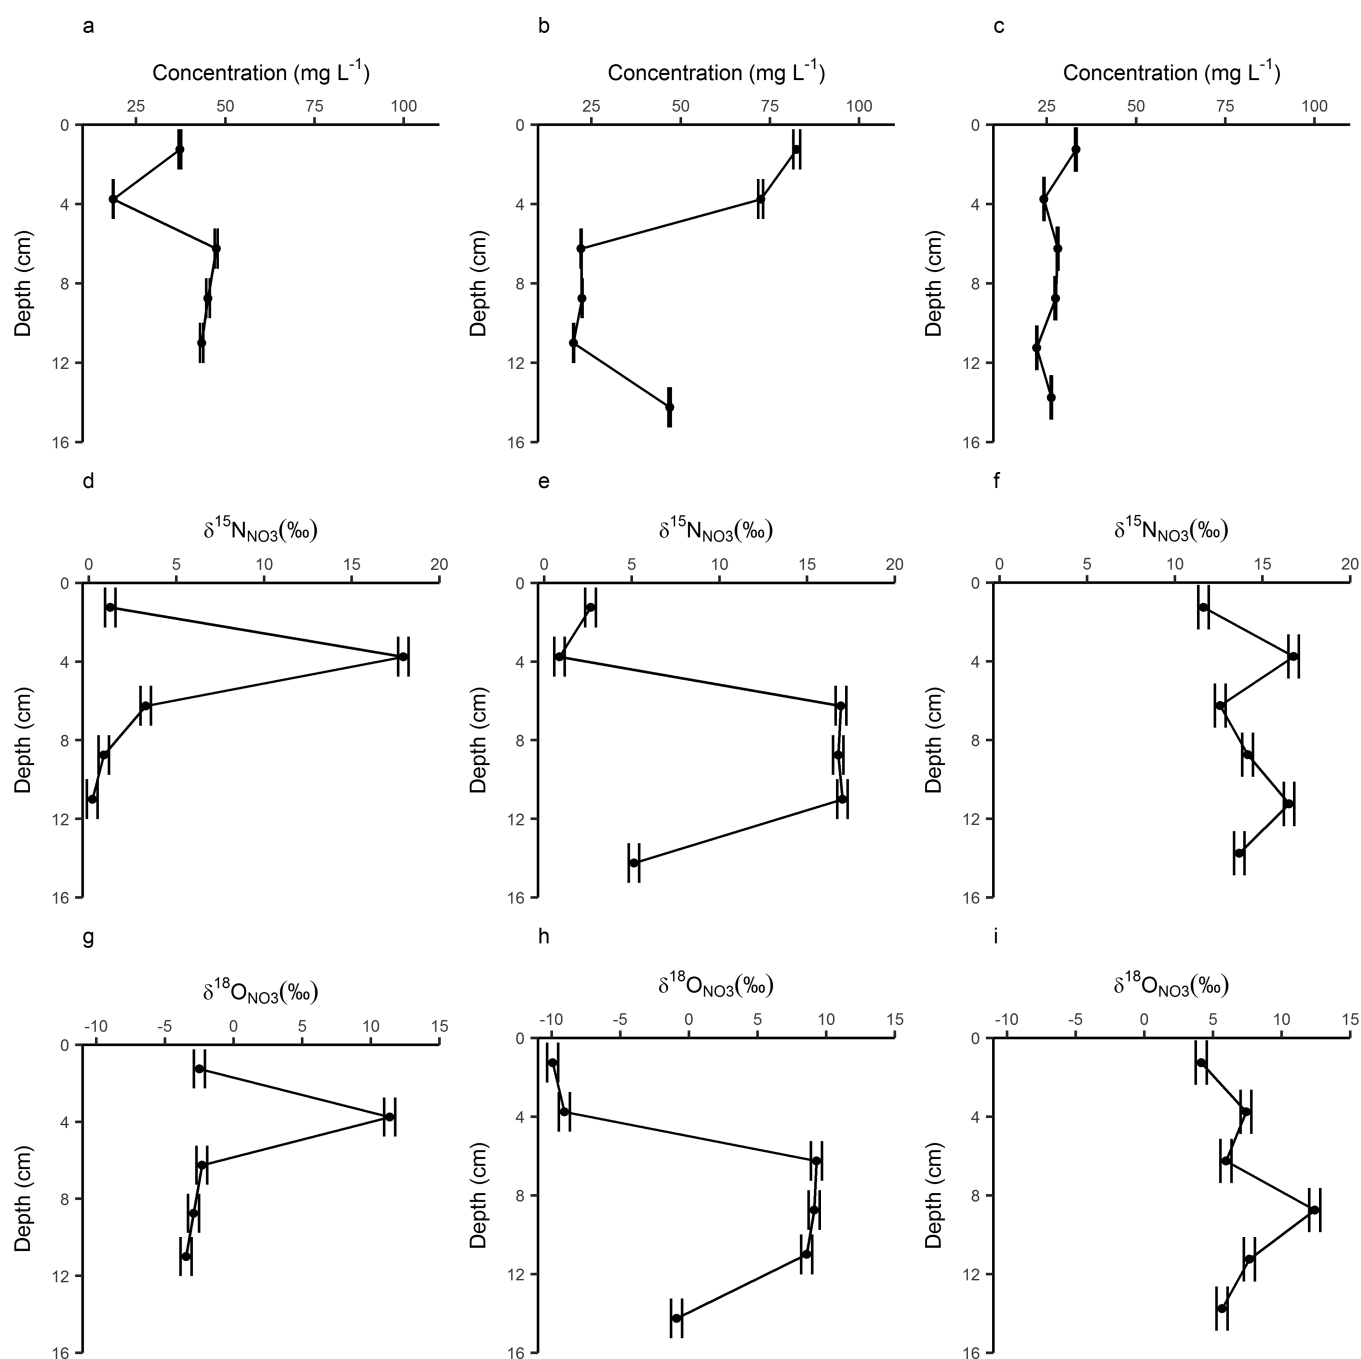 a b c
Concentration (mg L⁻¹) Concentration (mg L⁻¹) Concentration (mg L⁻¹)
25 50 75 100 25 50 75 100 25 50 75 100
0 0 0
4 4 4
8 8 8
12 12 12
16 16 16
Depth (cm) Depth (cm) Depth (cm)
d e f
δ¹⁵N_NO3(‰) δ¹⁵N_NO3(‰) δ¹⁵N_NO3(‰)
0 5 10 15 20 0 5 10 15 20 0 5 10 15 20
0 0 0
4 4 4
8 8 8
12 12 12
16 16 16
Depth (cm) Depth (cm) Depth (cm)
g h i
δ¹⁸O_NO3(‰) δ¹⁸O_NO3(‰) δ¹⁸O_NO3(‰)
-10 -5 0 5 10 15 -10 -5 0 5 10 15 -10 -5 0 5 10 15
0 0 0
4 4 4
8 8 8
12 12 12
16 16 16
Depth (cm) Depth (cm) Depth (cm)